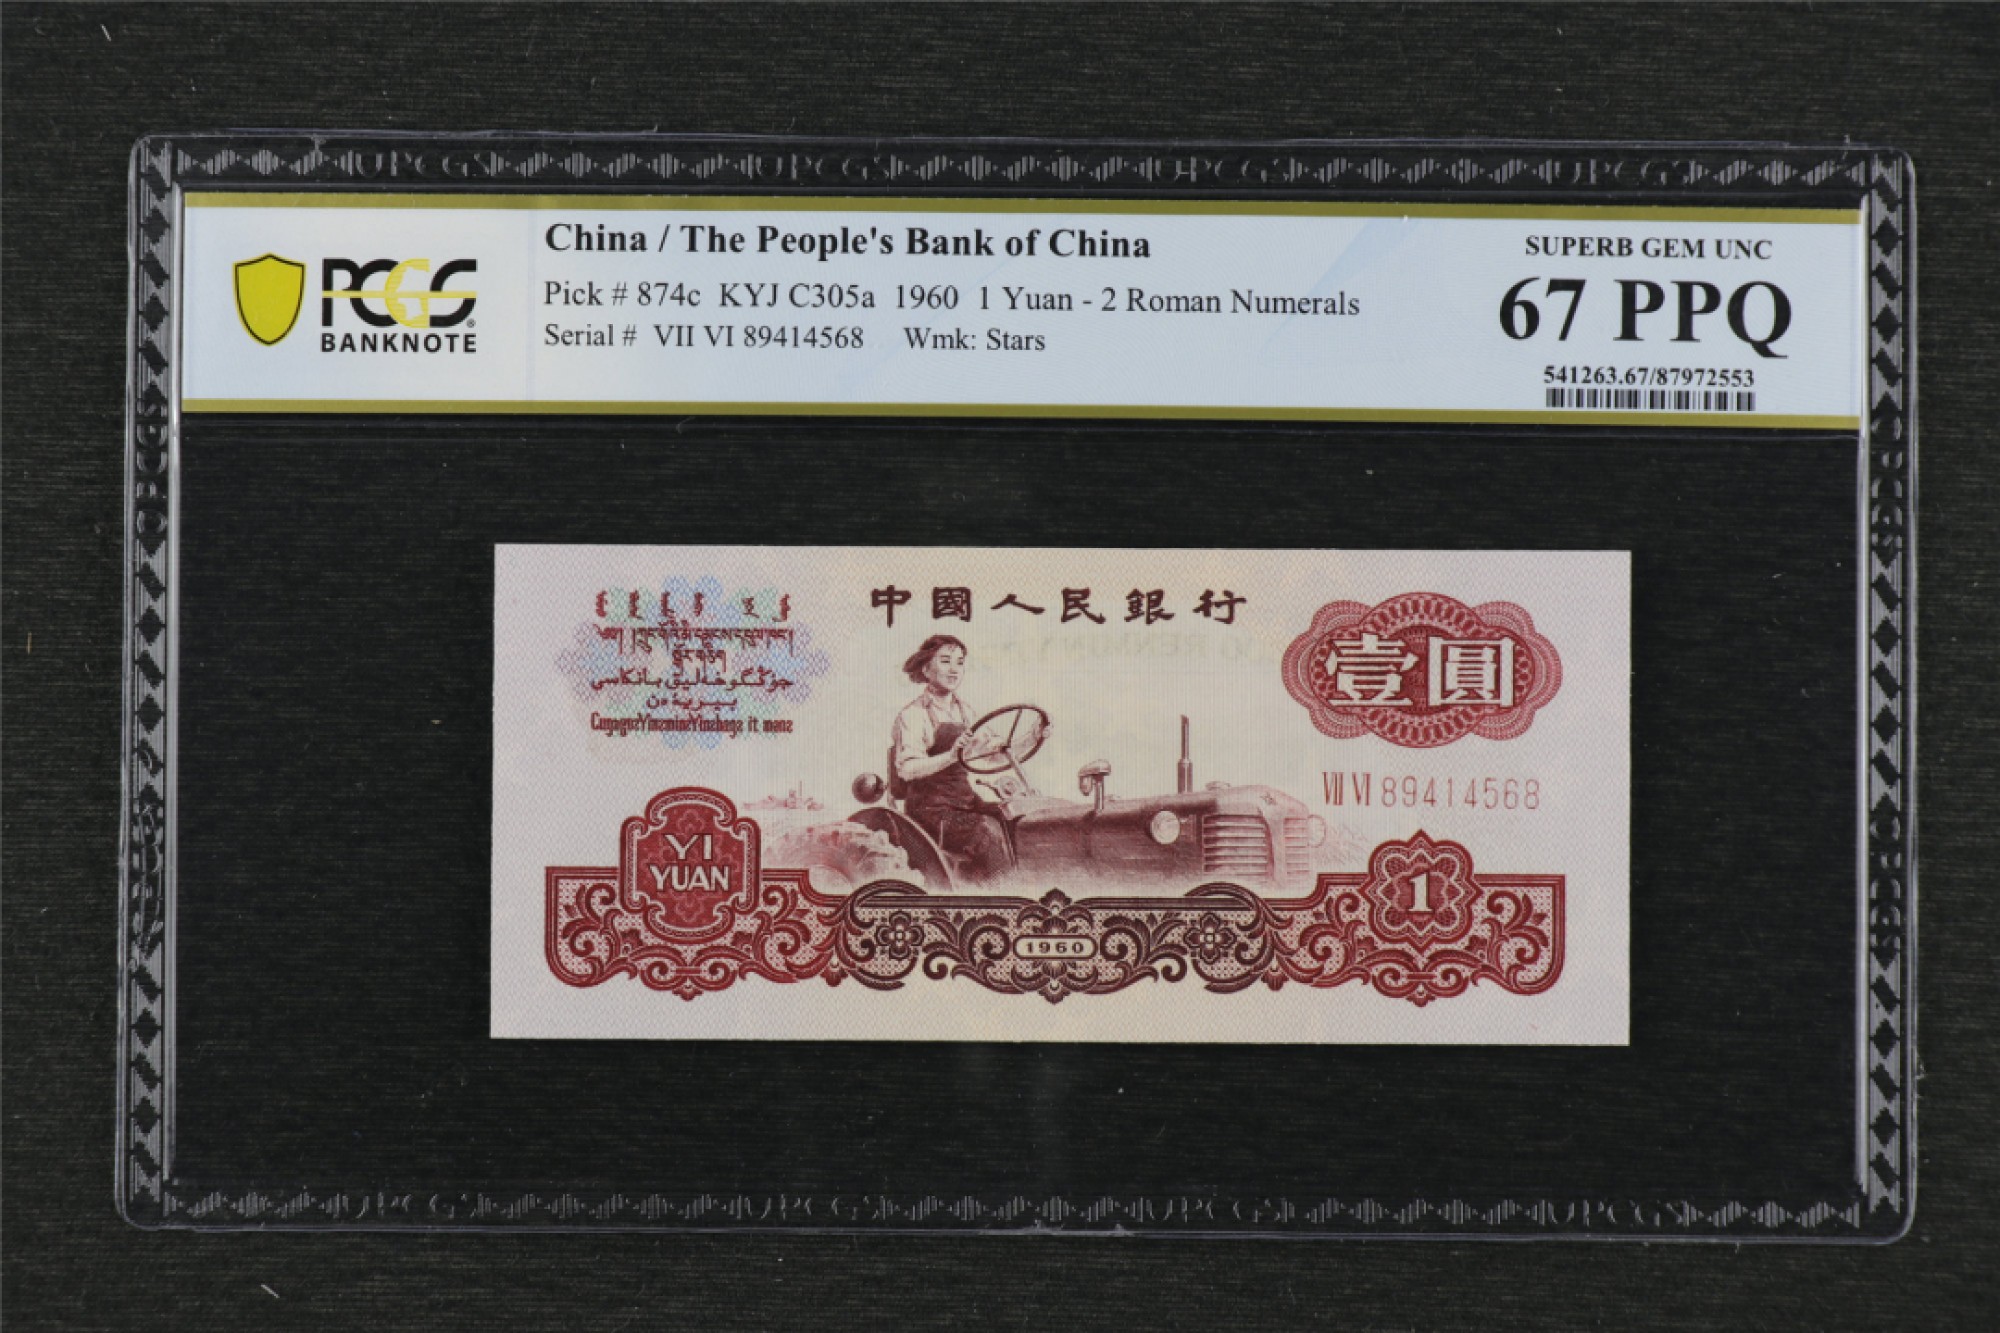 PCGS
BANKNOTE
China / The People's Bank of China
Pick # 874c KYJ C305a 1960 1 Yuan - 2 Roman Numerals
Serial # VII VI 89414568 Wmk: Stars
SUPERB GEM UNC
67 PPQ
541263.67/87972553
中國人民銀行
壹圓
it
VII VI 89414568
YI
YUAN
1960
1